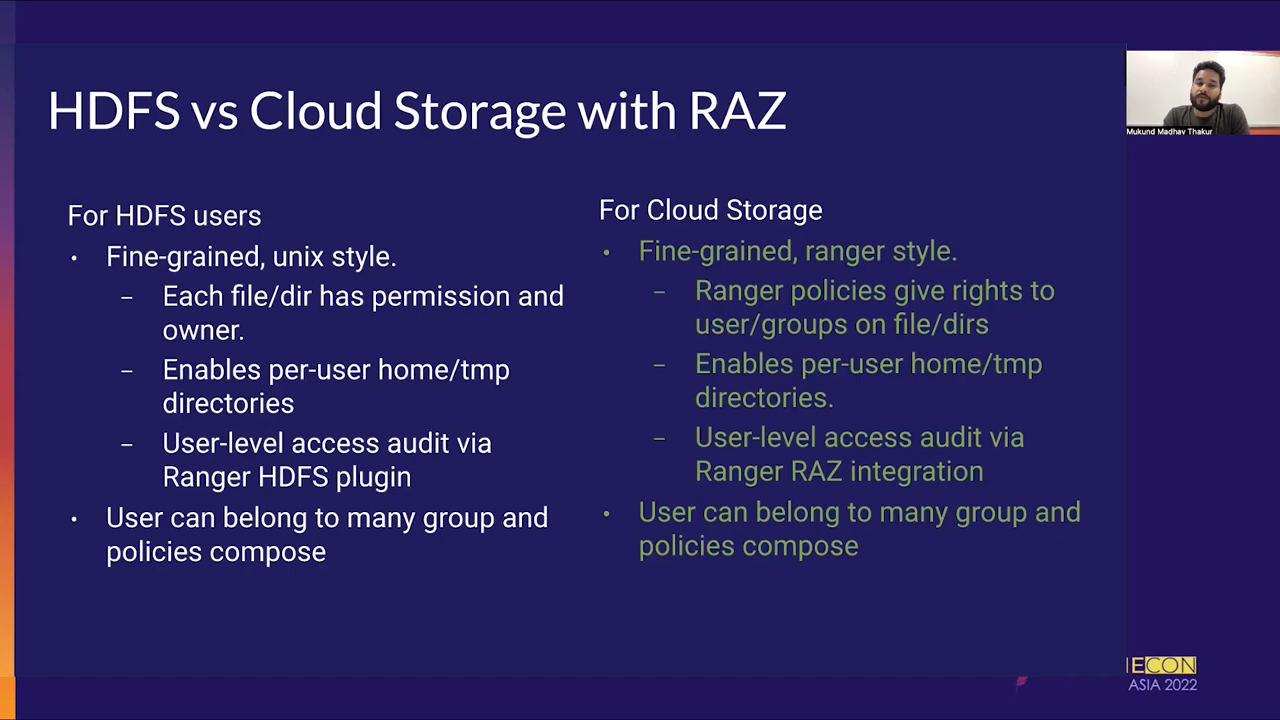 HDFS vs Cloud Storage with RAZ
Mukund Madhav Thakur
For HDFS users
• Fine-grained, unix style.
– Each file/dir has permission and
owner.
– Enables per-user home/tmp
directories
– User-level access audit via
Ranger HDFS plugin
• User can belong to many group and
policies compose
For Cloud Storage
• Fine-grained, ranger style.
– Ranger policies give rights to
user/groups on file/dirs
– Enables per-user home/tmp
directories.
– User-level access audit via
Ranger RAZ integration
• User can belong to many group and
policies compose
ECON
ASIA 2022